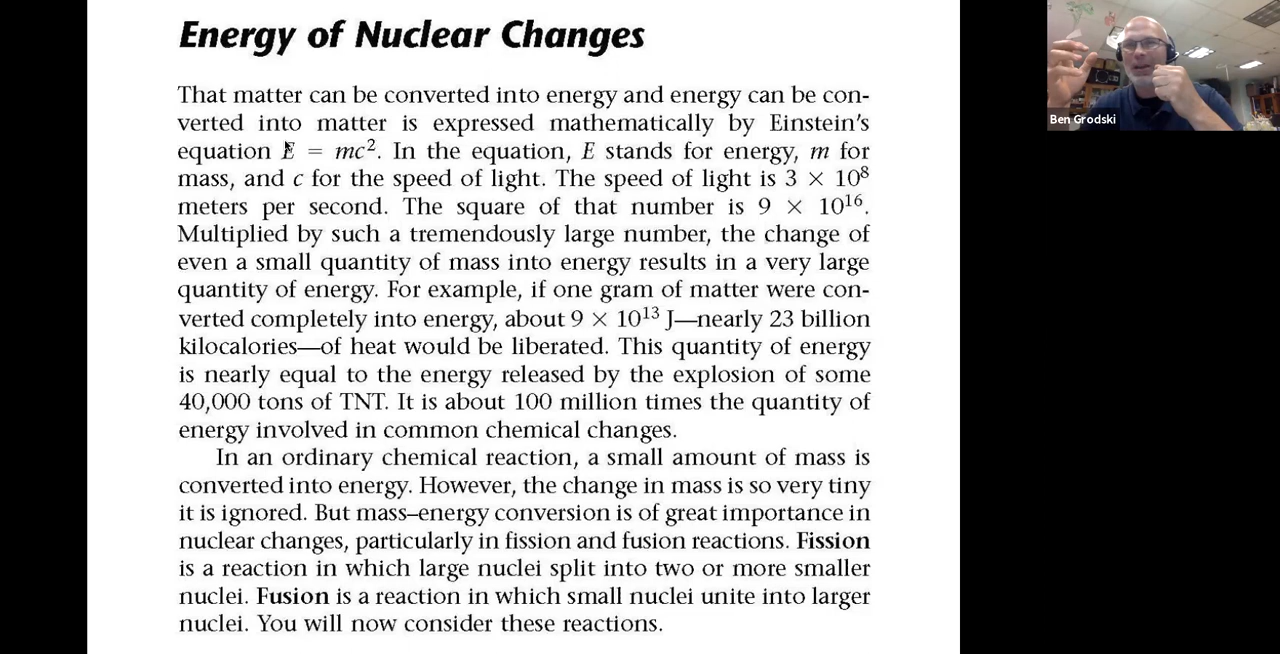 Energy of Nuclear Changes
That matter can be converted into energy and energy can be con-
verted into matter is expressed mathematically by Einstein's
equation E = mc². In the equation, E stands for energy, m for
mass, and c for the speed of light. The speed of light is 3 × 10⁸
meters per second. The square of that number is 9 × 10¹⁶.
Multiplied by such a tremendously large number, the change of
even a small quantity of mass into energy results in a very large
quantity of energy. For example, if one gram of matter were con-
verted completely into energy, about 9 × 10¹³ J—nearly 23 billion
kilocalories—of heat would be liberated. This quantity of energy
is nearly equal to the energy released by the explosion of some
40,000 tons of TNT. It is about 100 million times the quantity of
energy involved in common chemical changes.
In an ordinary chemical reaction, a small amount of mass is
converted into energy. However, the change in mass is so very tiny
it is ignored. But mass–energy conversion is of great importance in
nuclear changes, particularly in fission and fusion reactions. Fission
is a reaction in which large nuclei split into two or more smaller
nuclei. Fusion is a reaction in which small nuclei unite into larger
nuclei. You will now consider these reactions.
Ben Grodski